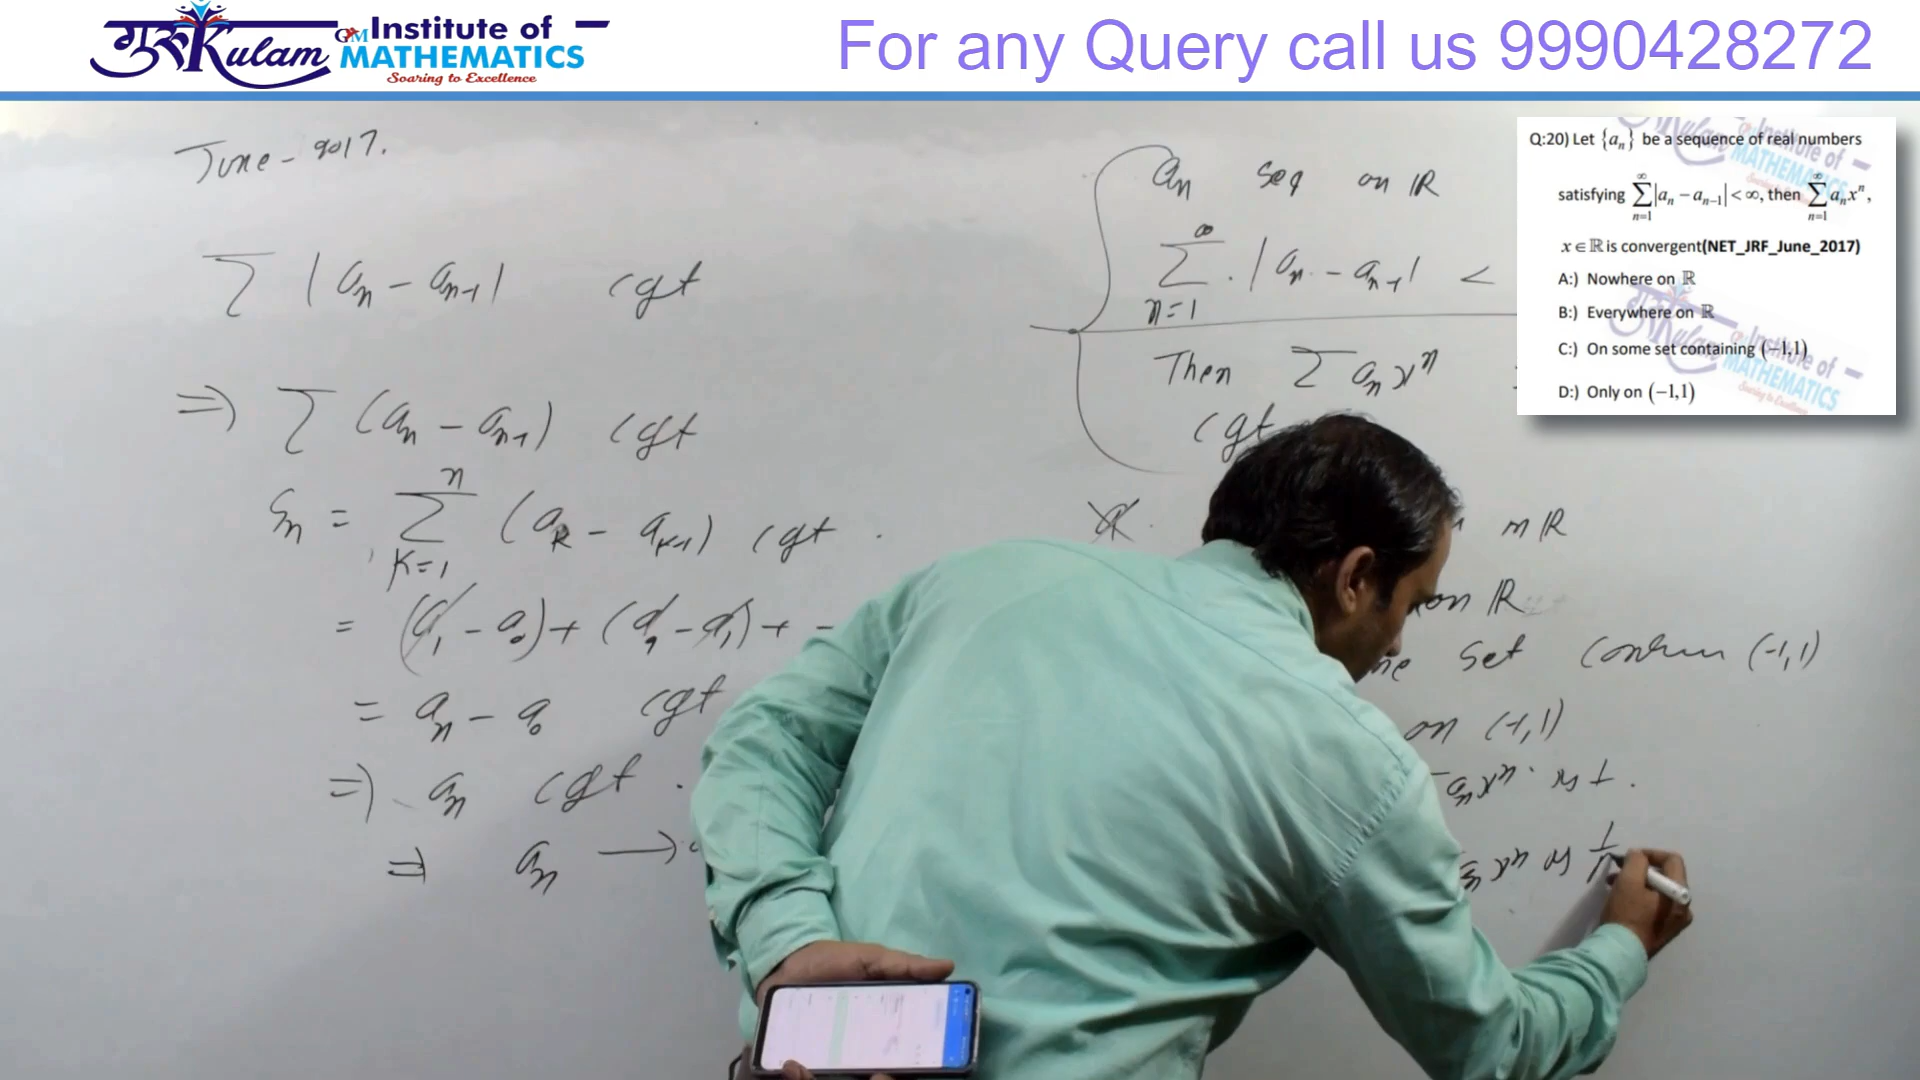 गुरुKulam GM Institute of MATHEMATICS
Soaring to Excellence
For any Query call us 9990428272
June - 2017.
∑ |aₙ - aₙ₋₁| cgt
=> ∑ (aₙ - aₙ₋₁) cgt
Sₙ = ∑ₖ₌₁ⁿ (aₖ - aₖ₋₁) cgt .
= (a₁ - a₀) + (a₂ - a₁) + -
= aₙ - a₀ cgt
=> aₙ cgt .
=> aₙ →
aₙ seq on ℝ
∑ₙ₌₁^∞ |aₙ - aₙ₋₁| <
Then ∑ aₙxⁿ
cgt
m ℝ
on ℝ
Set (-1,1)
on (-1,1)
Q:20) Let {aₙ} be a sequence of real numbers
satisfying ∑ₙ₌₁^∞ |aₙ - aₙ₋₁| < ∞, then ∑ₙ₌₁^∞ aₙxⁿ,
x ∈ ℝ is convergent(NET_JRF_June_2017)
A:) Nowhere on ℝ
B:) Everywhere on ℝ
C:) On some set containing (-1,1)
D:) Only on (-1,1)